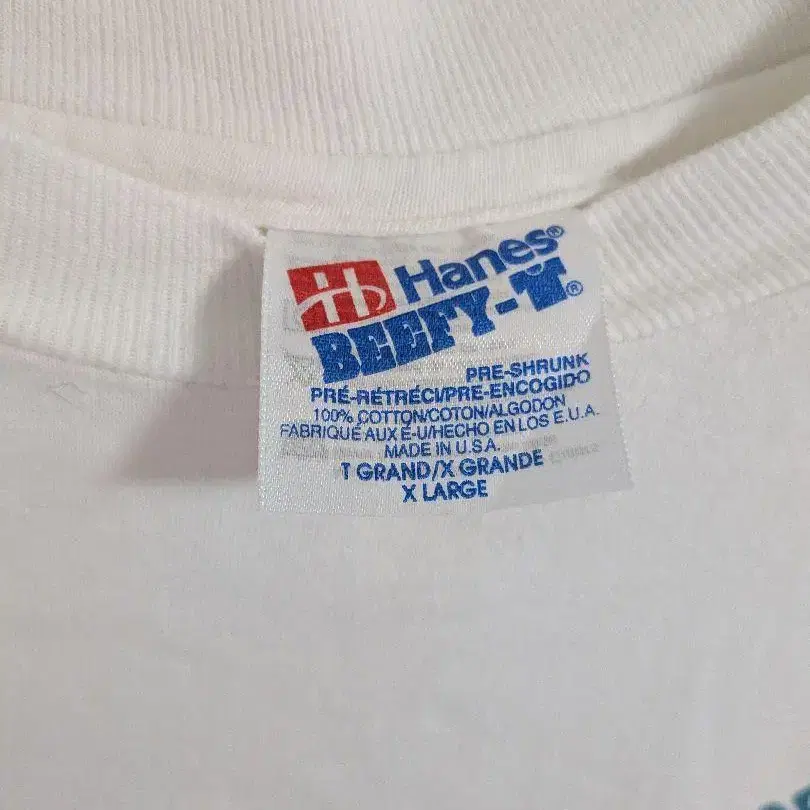 Hanes®
BEEFY-T®
PRE-SHRUNK
PRÉ-RÉTRÉCI/PRE-ENCOGIDO
100% COTTON/COTON/ALGODON
FABRIQUÉ AUX É-U/HECHO EN LOS E.U.A.
MADE IN U.S.A.
T GRAND/X GRANDE
X LARGE